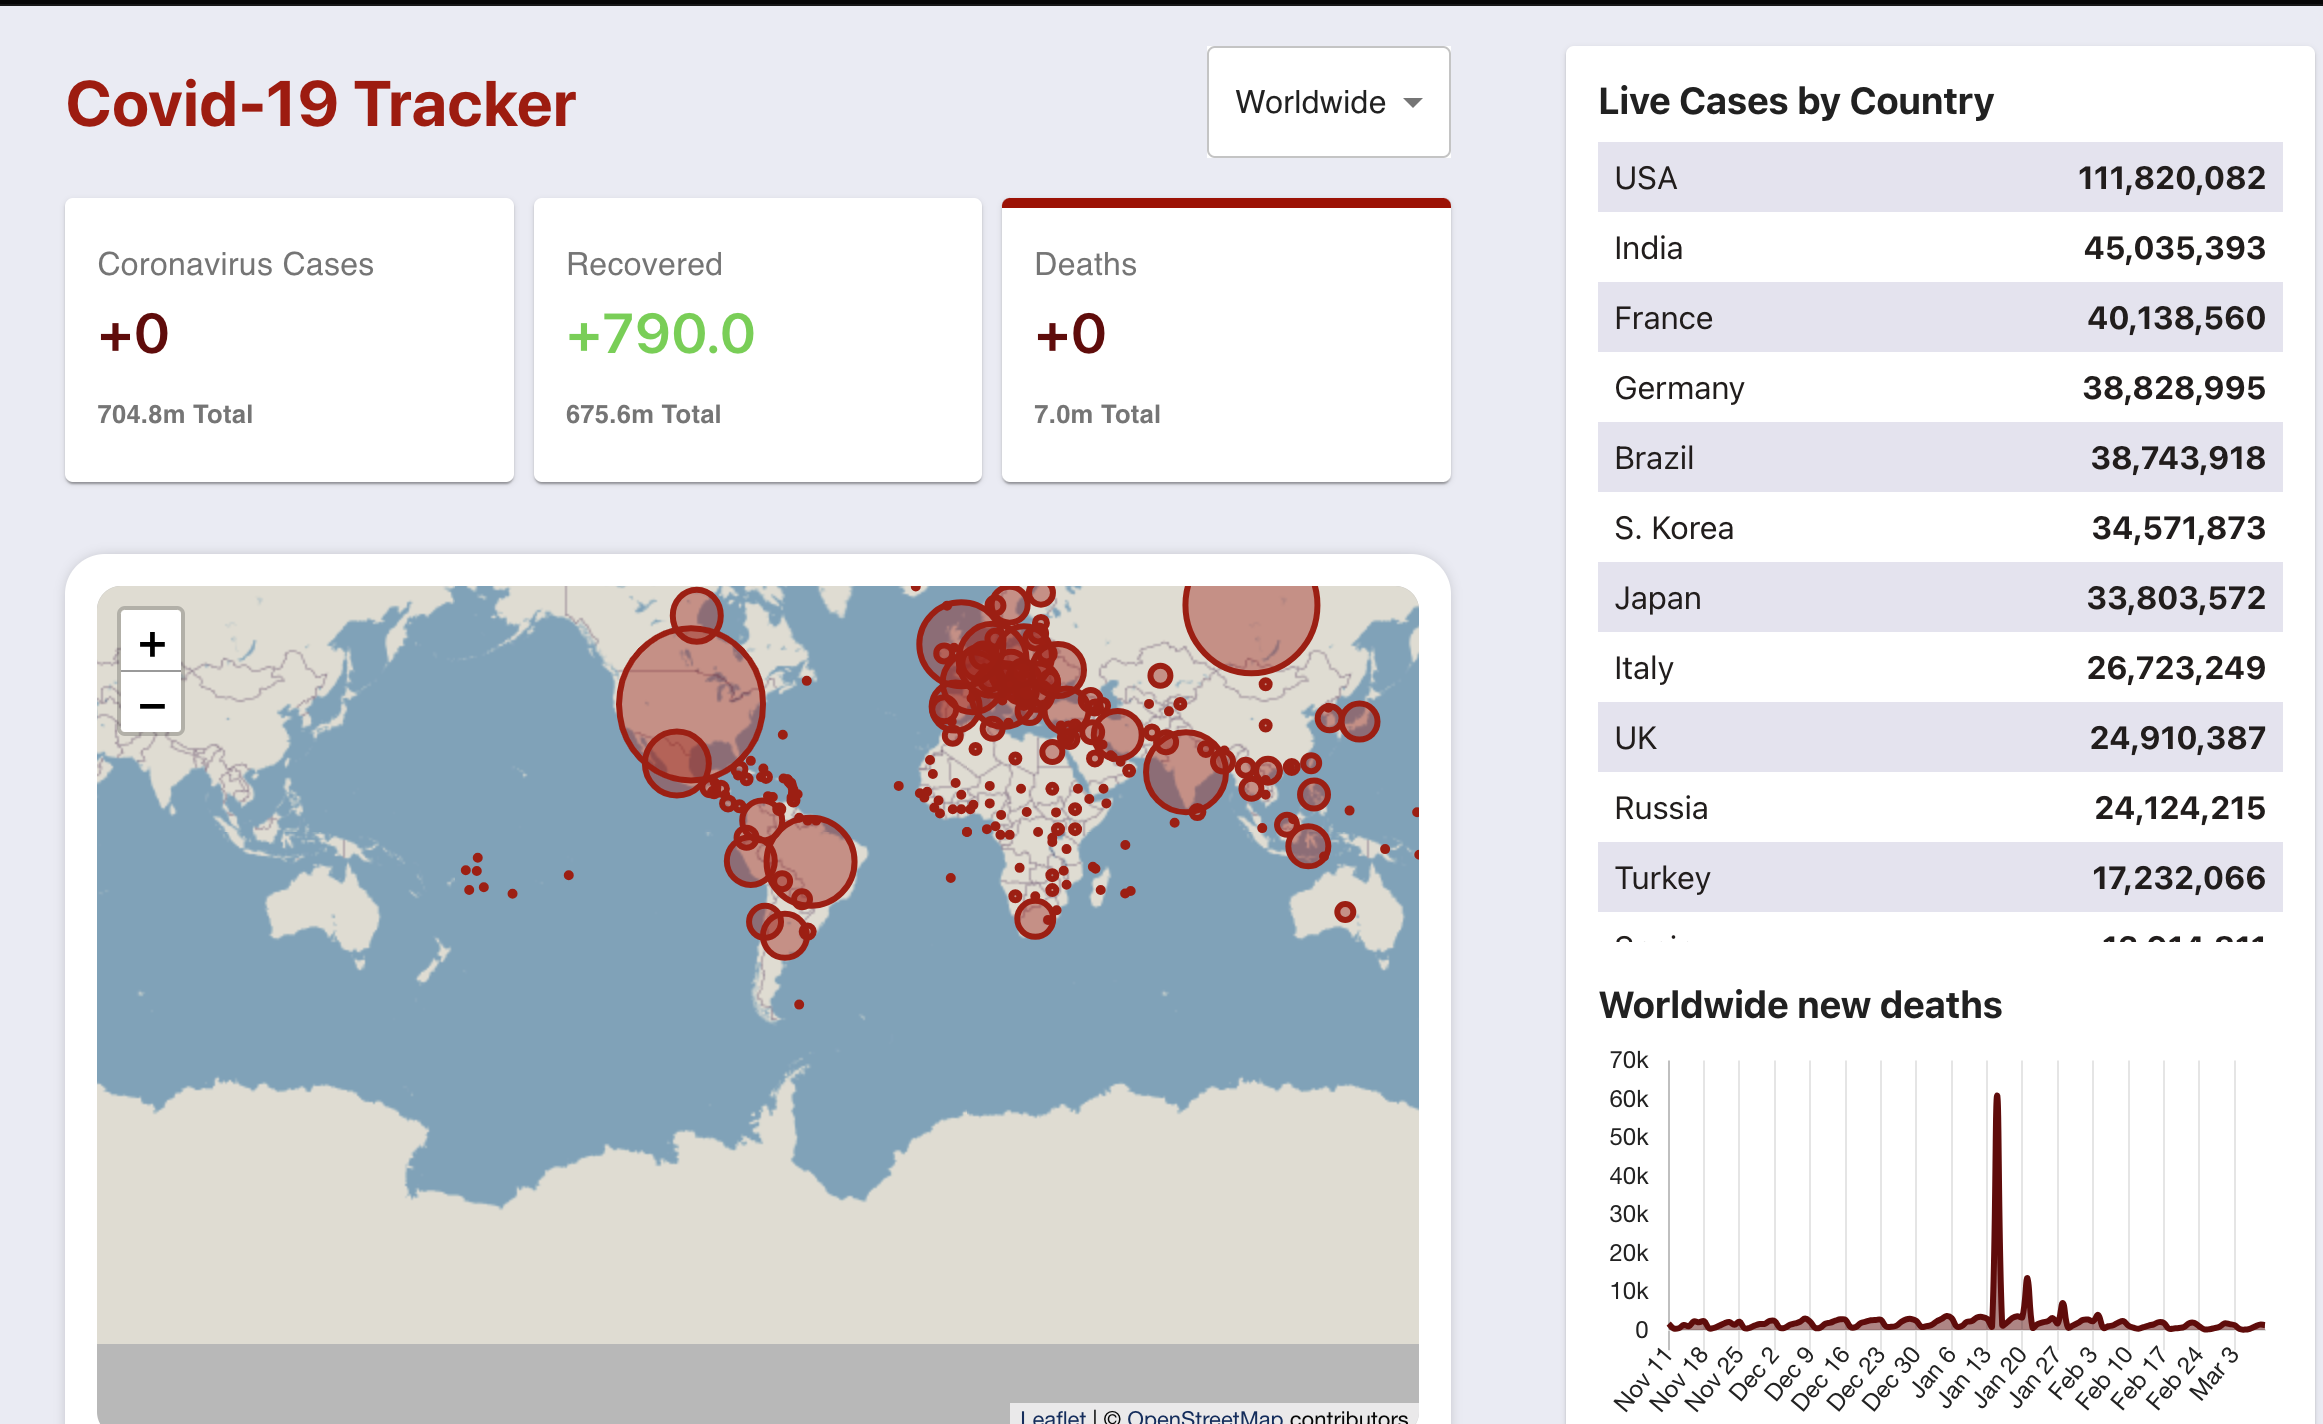 Covid-19 Tracker
Worldwide
Coronavirus Cases
+0
704.8m Total
Recovered
+790.0
675.6m Total
Deaths
+0
7.0m Total
+
−
Leaflet | © OpenStreetMap contributors
Live Cases by Country
USA 111,820,082
India 45,035,393
France 40,138,560
Germany 38,828,995
Brazil 38,743,918
S. Korea 34,571,873
Japan 33,803,572
Italy 26,723,249
UK 24,910,387
Russia 24,124,215
Turkey 17,232,066
Worldwide new deaths
70k
60k
50k
40k
30k
20k
10k
0
Nov 11
Nov 18
Nov 25
Dec 2
Dec 9
Dec 16
Dec 23
Dec 30
Jan 6
Jan 13
Jan 20
Jan 27
Feb 3
Feb 10
Feb 17
Feb 24
Mar 3